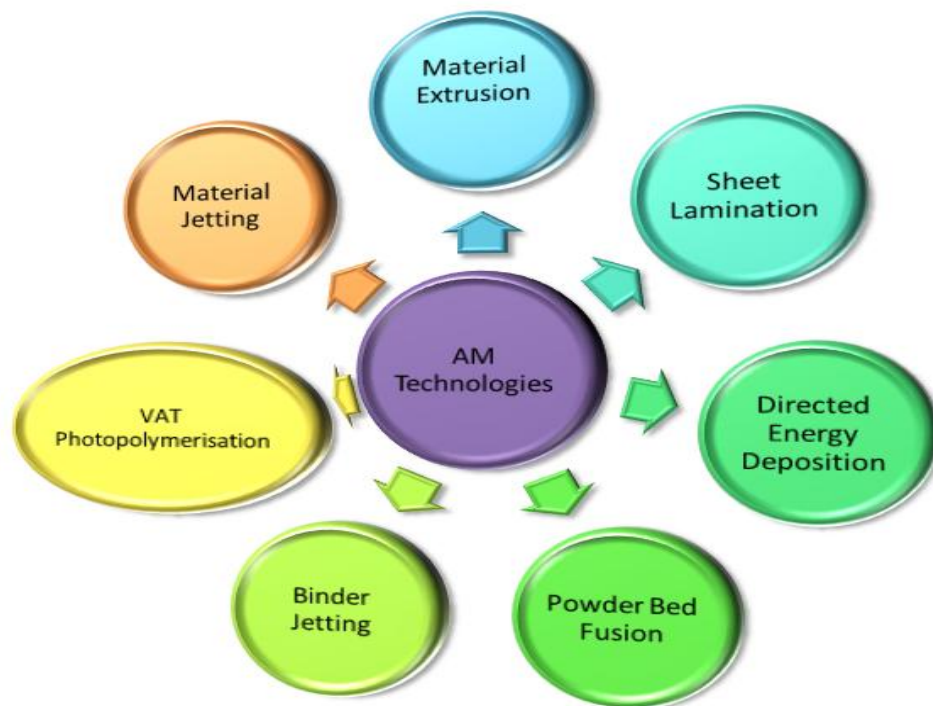 Material
Extrusion
Sheet
Lamination
Material
Jetting
AM
Technologies
Directed
Energy
Deposition
VAT
Photopolymerisation
Binder
Jetting
Powder Bed
Fusion